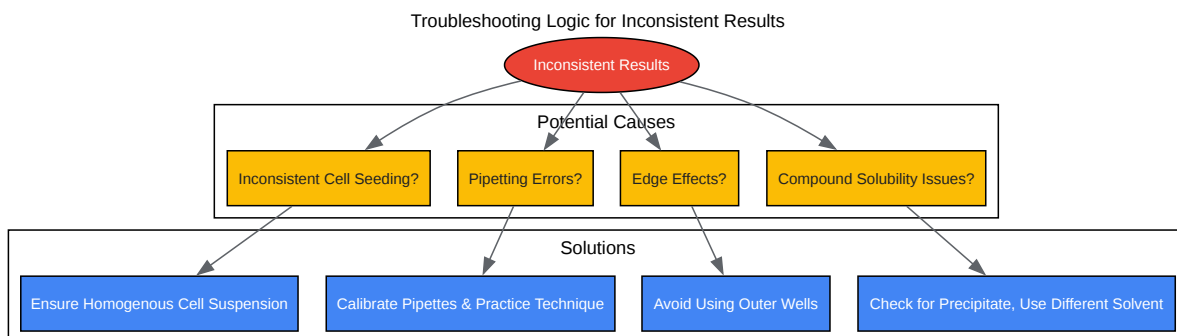 Troubleshooting Logic for Inconsistent Results
Inconsistent Results
Potential Causes
Inconsistent Cell Seeding?
Pipetting Errors?
Edge Effects?
Compound Solubility Issues?
Solutions
Ensure Homogenous Cell Suspension
Calibrate Pipettes & Practice Technique
Avoid Using Outer Wells
Check for Precipitate, Use Different Solvent